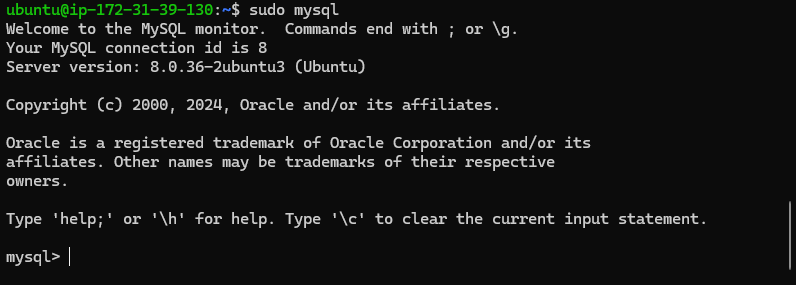 ubuntu@ip-172-31-39-130:~$ sudo mysql
Welcome to the MySQL monitor.  Commands end with ; or \g.
Your MySQL connection id is 8
Server version: 8.0.36-2ubuntu3 (Ubuntu)
Copyright (c) 2000, 2024, Oracle and/or its affiliates.
Oracle is a registered trademark of Oracle Corporation and/or its
affiliates. Other names may be trademarks of their respective
owners.
Type 'help;' or '\h' for help. Type '\c' to clear the current input statement.
mysql>